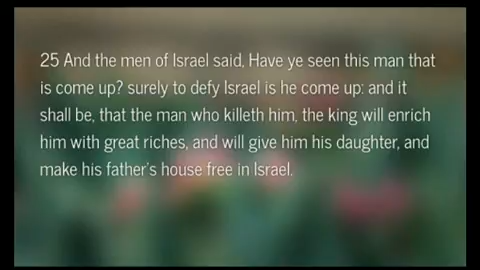 25 And the men of Israel said, Have ye seen this man that
is come up? surely to defy Israel is he come up: and it
shall be, that the man who killeth him, the king will enrich
him with great riches, and will give him his daughter, and
make his father's house free in Israel.